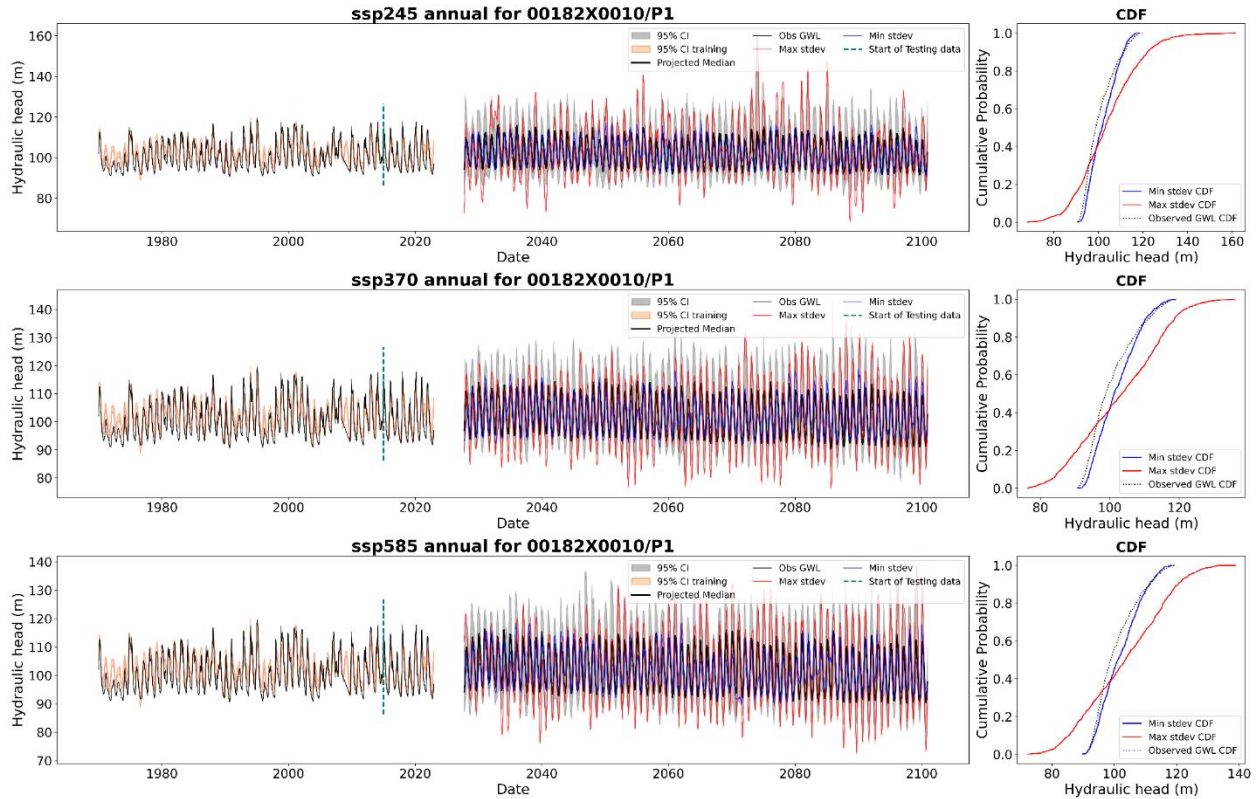 ssp245 annual for 00182X0010/P1
Hydraulic head (m)
160
140
120
100
80
95% CI
95% CI training
Projected Median
Obs GWL
Max stdev
Min stdev
Start of Testing data
1980
2000
2020
2040
2060
2080
2100
Date
CDF
Cumulative Probability
1.0
0.8
0.6
0.4
0.2
0.0
Min stdev CDF
Max stdev CDF
Observed GWL CDF
80
100
120
140
160
Hydraulic head (m)
ssp370 annual for 00182X0010/P1
Hydraulic head (m)
140
130
120
110
100
90
80
95% CI
95% CI training
Projected Median
Obs GWL
Max stdev
Min stdev
Start of Testing data
1980
2000
2020
2040
2060
2080
2100
Date
CDF
Cumulative Probability
1.0
0.8
0.6
0.4
0.2
0.0
Min stdev CDF
Max stdev CDF
Observed GWL CDF
80
100
120
Hydraulic head (m)
ssp585 annual for 00182X0010/P1
Hydraulic head (m)
140
130
120
110
100
90
80
70
95% CI
95% CI training
Projected Median
Obs GWL
Max stdev
Min stdev
Start of Testing data
1980
2000
2020
2040
2060
2080
2100
Date
CDF
Cumulative Probability
1.0
0.8
0.6
0.4
0.2
0.0
Min stdev CDF
Max stdev CDF
Observed GWL CDF
80
100
120
140
Hydraulic head (m)